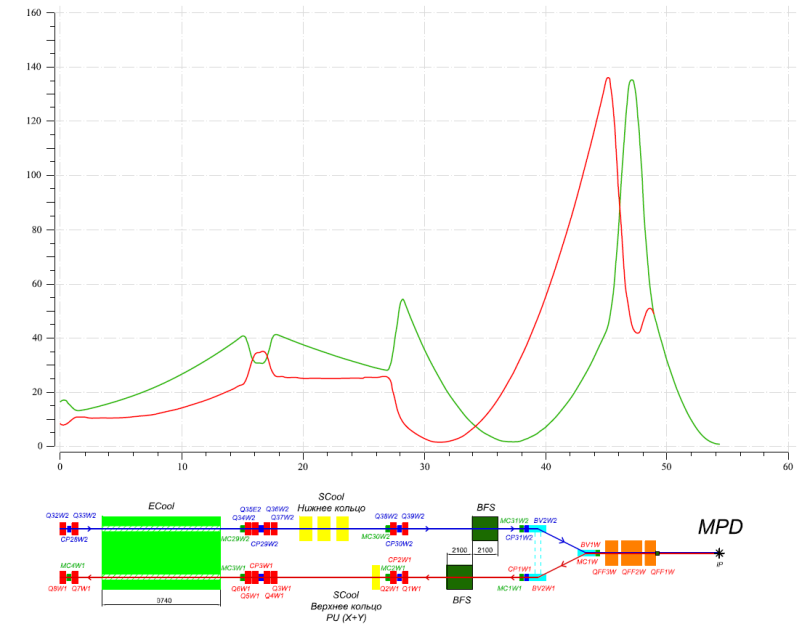 160
140
120
100
80
60
40
20
0
0 10 20 30 40 50 60
ECool
SCool
Нижнее кольцо
BFS
MPD
Q32W2 Q33W2
CP28W2
Q35E2 Q36W2
Q34W2 Q37W2
MC29W2
CP29W2
Q38W2 Q39W2
MC30W2
CP30W2
MC31W2 BV2W2
CP31W2
2100 2100
BV1W
MC1W
QFF3W QFF2W QFF1W
IP
MC4W1
Q8W1 Q7W1
MC3W1 CP3W1
Q6W1 Q3W1
Q5W1 Q4W1
CP2W1
MC2W1
Q2W1 Q1W1
CP1W1
MC1W1 BV2W1
9740
SCool
Верхнее кольцо
PU (X+Y)
BFS